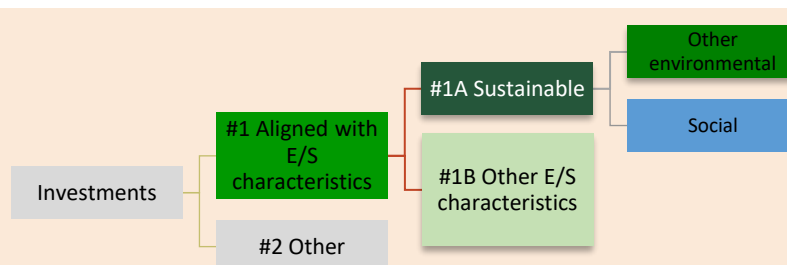 Investments
#1 Aligned with
E/S
characteristics
#2 Other
#1A Sustainable
#1B Other E/S
characteristics
Other
environmental
Social